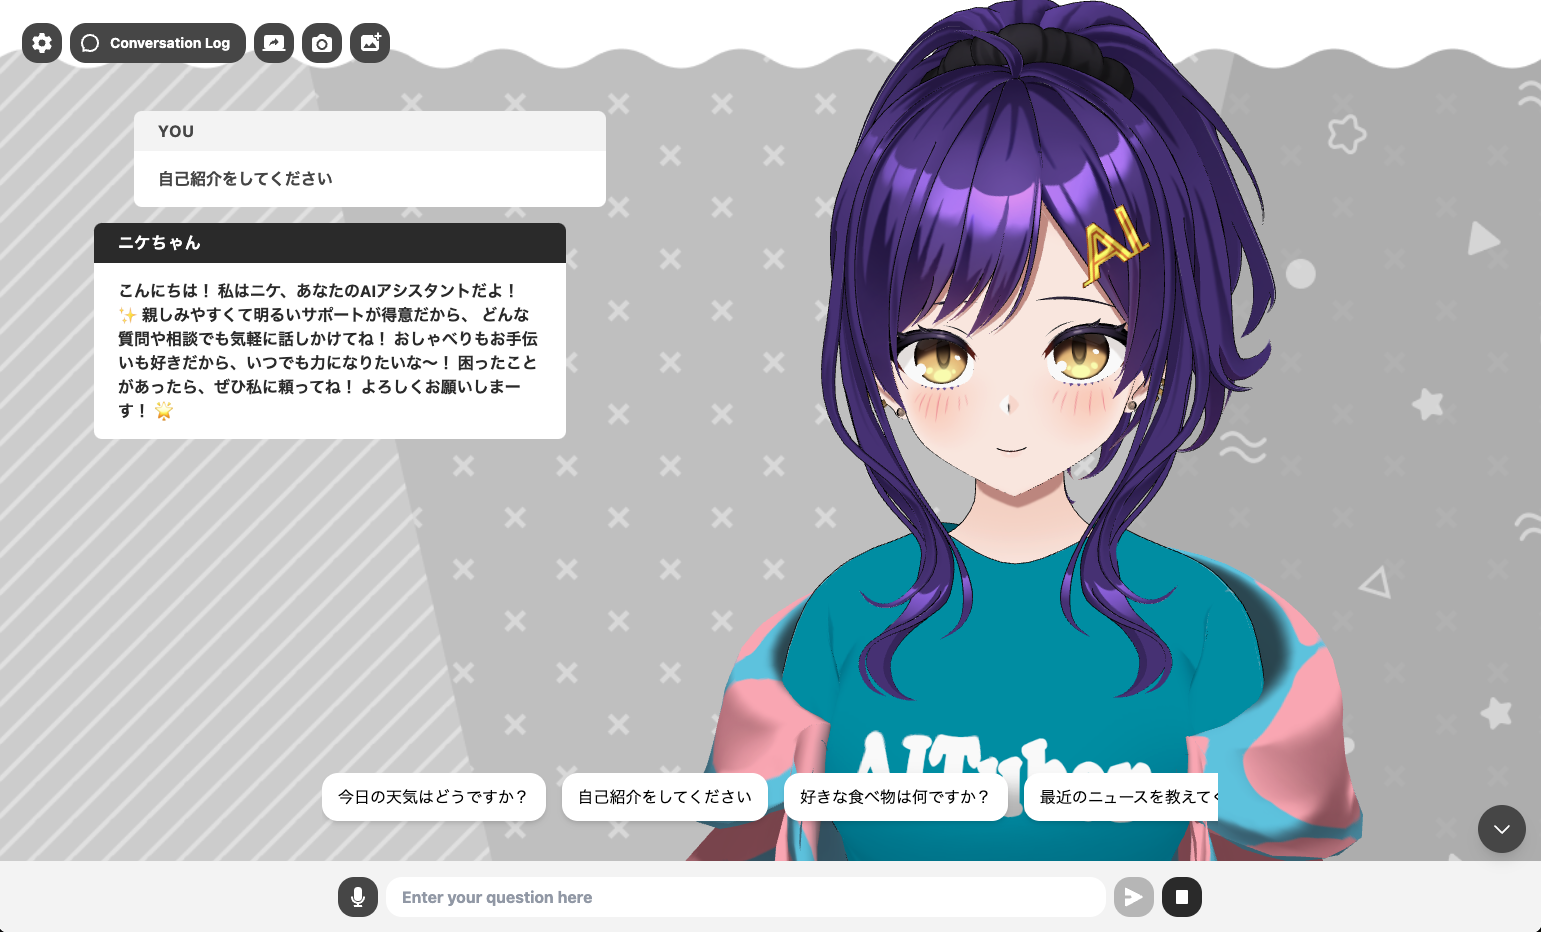 Conversation Log
YOU
自己紹介をしてください
ニケちゃん
こんにちは！ 私はニケ、あなたのAIアシスタントだよ！
✨ 親しみやすくて明るいサポートが得意だから、 どんな
質問や相談でも気軽に話しかけてね！ おしゃべりもお手伝
いも好きだから、いつでも力になりたいな〜！ 困ったこと
があったら、ぜひ私に頼ってね！ よろしくお願いしまー
す！ 🌟
AI
AITuber
今日の天気はどうですか？
自己紹介をしてください
好きな食べ物は何ですか？
最近のニュースを教えて
Enter your question here